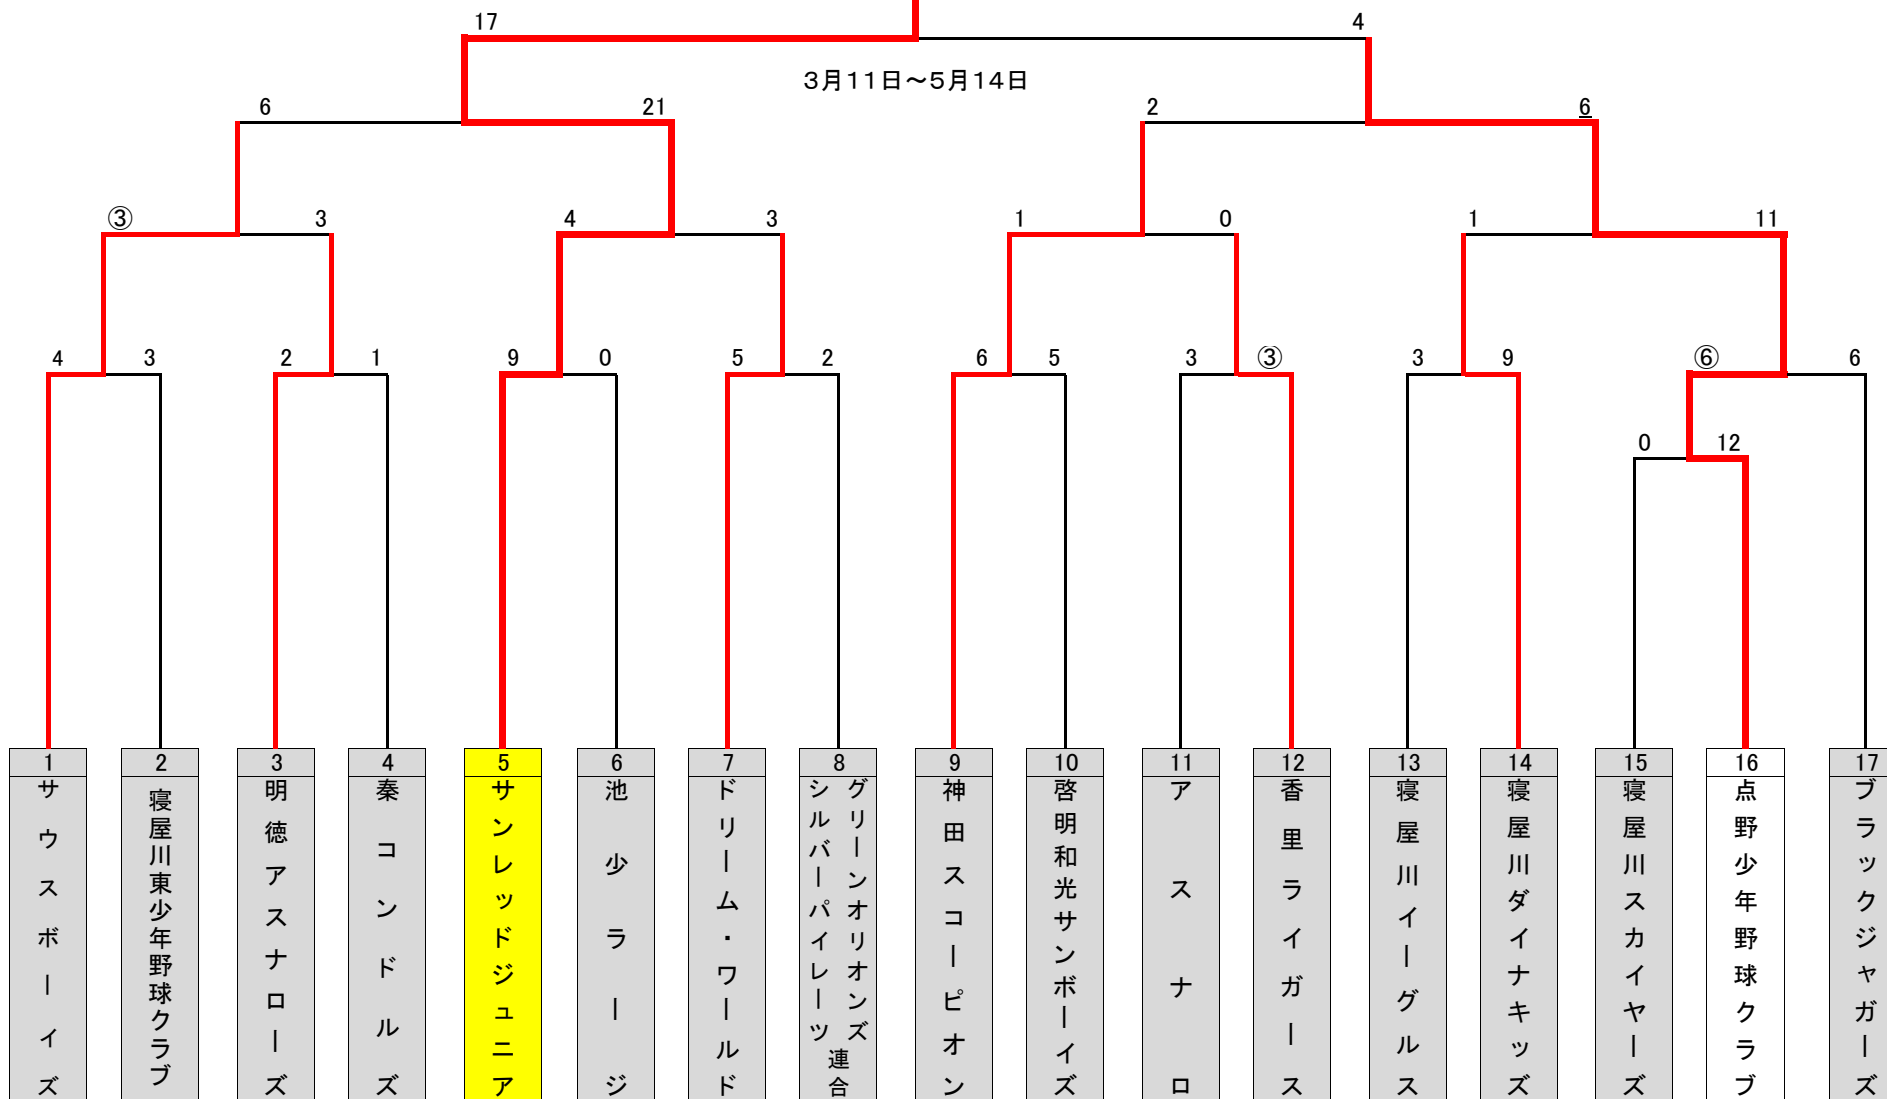 17 4
3月11日～5月14日
6 21 2 6
③ 3 4 3 1 0 1 11
4 3 2 1 9 0 5 2 6 5 3 ③ 3 9 ⑥ 6
0 12
1 2 3 4 5 6 7 8 9 10 11 12 13 14 15 16 17
サウスボーイズ
寝屋川東少年野球クラブ
明徳アスナローズ
秦コンドルズ
サンレッドジュニア
池少ラージ
ドリーム・ワールド
グリーンオリオンズ
シルバーパイレーツ
連合
神田スコーピオン
啓明和光サンボーイズ
アスナロ
香里ライガース
寝屋川イーグルス
寝屋川ダイナキッズ
寝屋川スカイヤーズ
点野少年野球クラブ
ブラックジャガーズ